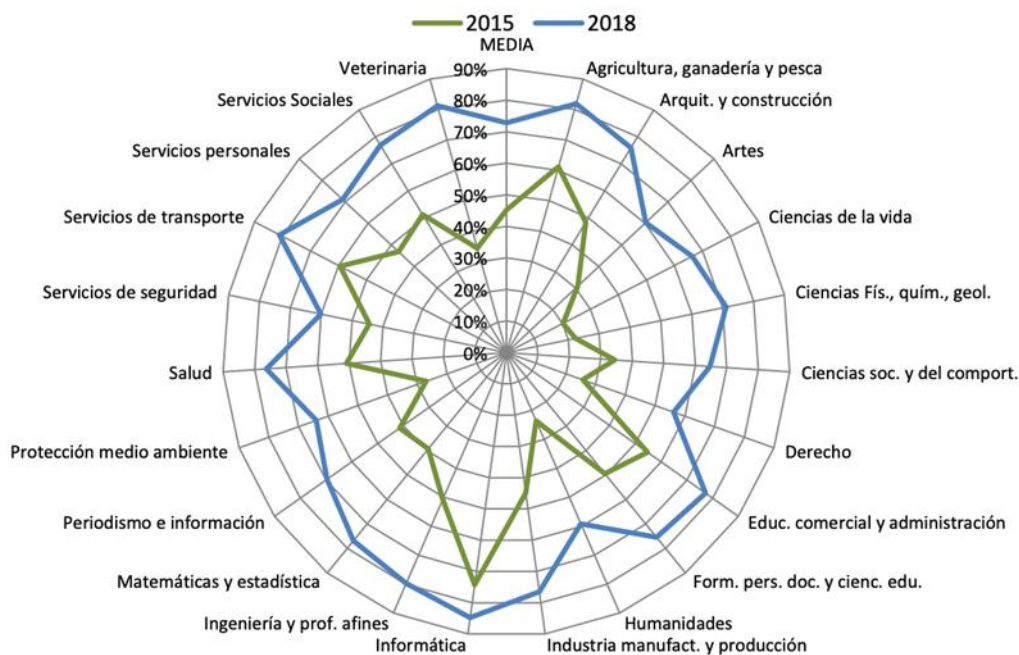 2015 2018
MEDIA
Agricultura, ganadería y pesca
Arquit. y construcción
Artes
Ciencias de la vida
Ciencias Fís., quím., geol.
Ciencias soc. y del comport.
Derecho
Educ. comercial y administración
Form. pers. doc. y cienc. edu.
Humanidades
Industria manufact. y producción
Informática
Ingeniería y prof. afines
Matemáticas y estadística
Periodismo e información
Protección medio ambiente
Salud
Servicios de seguridad
Servicios de transporte
Servicios personales
Servicios Sociales
Veterinaria
90%
80%
70%
60%
50%
40%
30%
20%
10%
0%